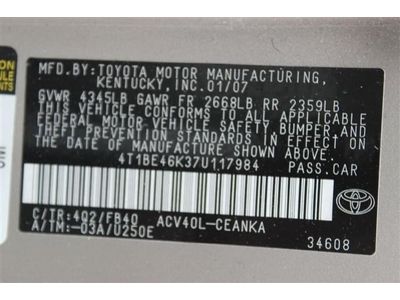 MFD.BY:TOYOTA MOTOR MANUFACTURING,
KENTUCKY, INC. 01/07
GVWR 4345LB GAWR FR 2668LB RR 2359LB
THIS VEHICLE CONFORMS TO ALL APPLICABLE
FEDERAL MOTOR VEHICLE SAFETY, BUMPER, AND
THEFT PREVENTION STANDARDS IN EFFECT ON
THE DATE OF MANUFACTURE SHOWN ABOVE.
4T1BE46K37U117984 PASS.CAR
C/TR:4Q2/FB40 ACV40L-CEANKA
A/TM:-03A/U250E
TOYOTA
34608